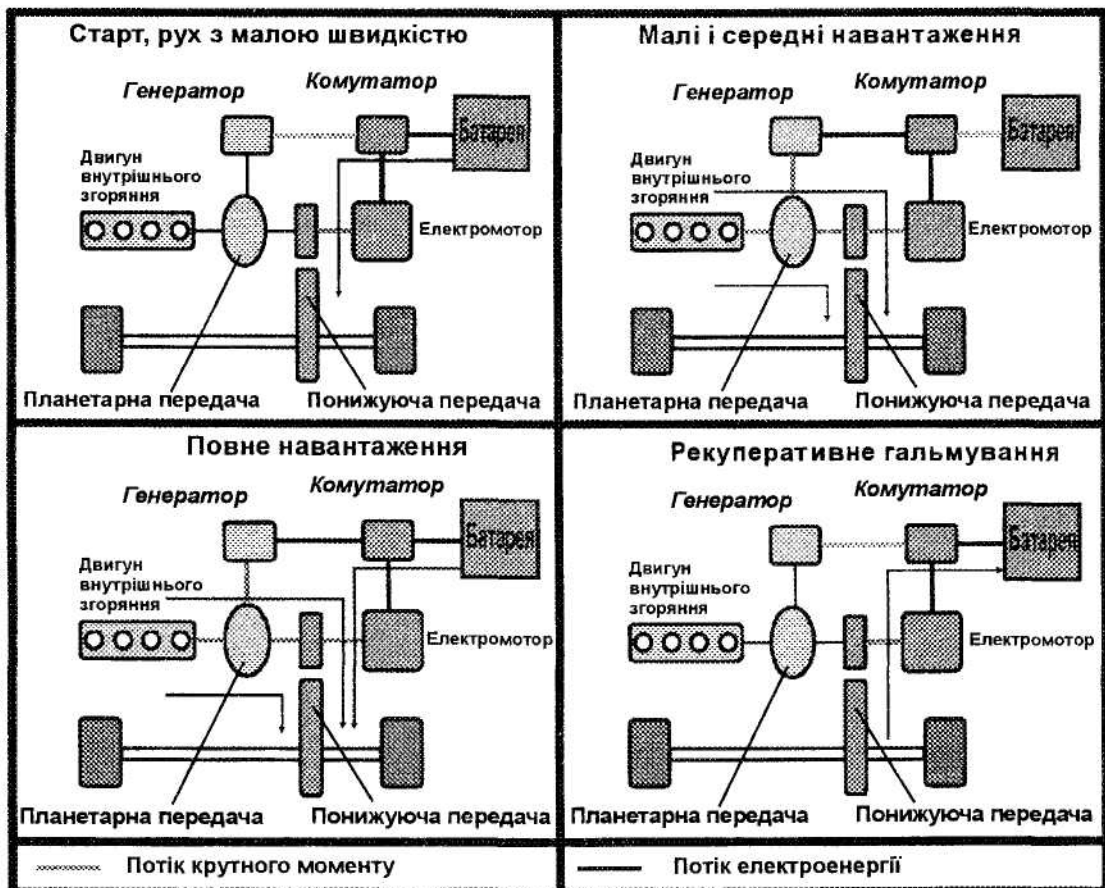 Старт, рух з малою швидкістю
Генератор
Комутатор
Батарея
Двигун
внутрішнього
згоряння
Електромотор
Планетарна передача
Понижуюча передача
Малі і середні навантаження
Генератор
Комутатор
Батарея
Двигун
внутрішнього
згоряння
Електромотор
Планетарна передача
Понижуюча передача
Повне навантаження
Генератор
Комутатор
Батарея
Двигун
внутрішнього
згоряння
Електромотор
Планетарна передача
Понижуюча передача
Рекуперативне гальмування
Генератор
Комутатор
Батарея
Двигун
внутрішнього
згоряння
Електромотор
Планетарна передача
Понижуюча передача
Потік крутного моменту
Потік електроенергії